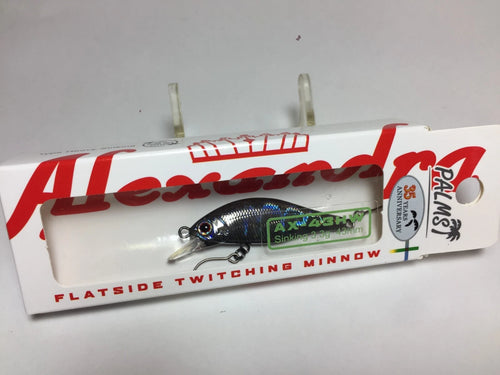 Alexandra
AX-43HW
Sinking
FLATSIDE TWITCHING MINNOW
35
YEARS
ANNIVERSARY
PALMS